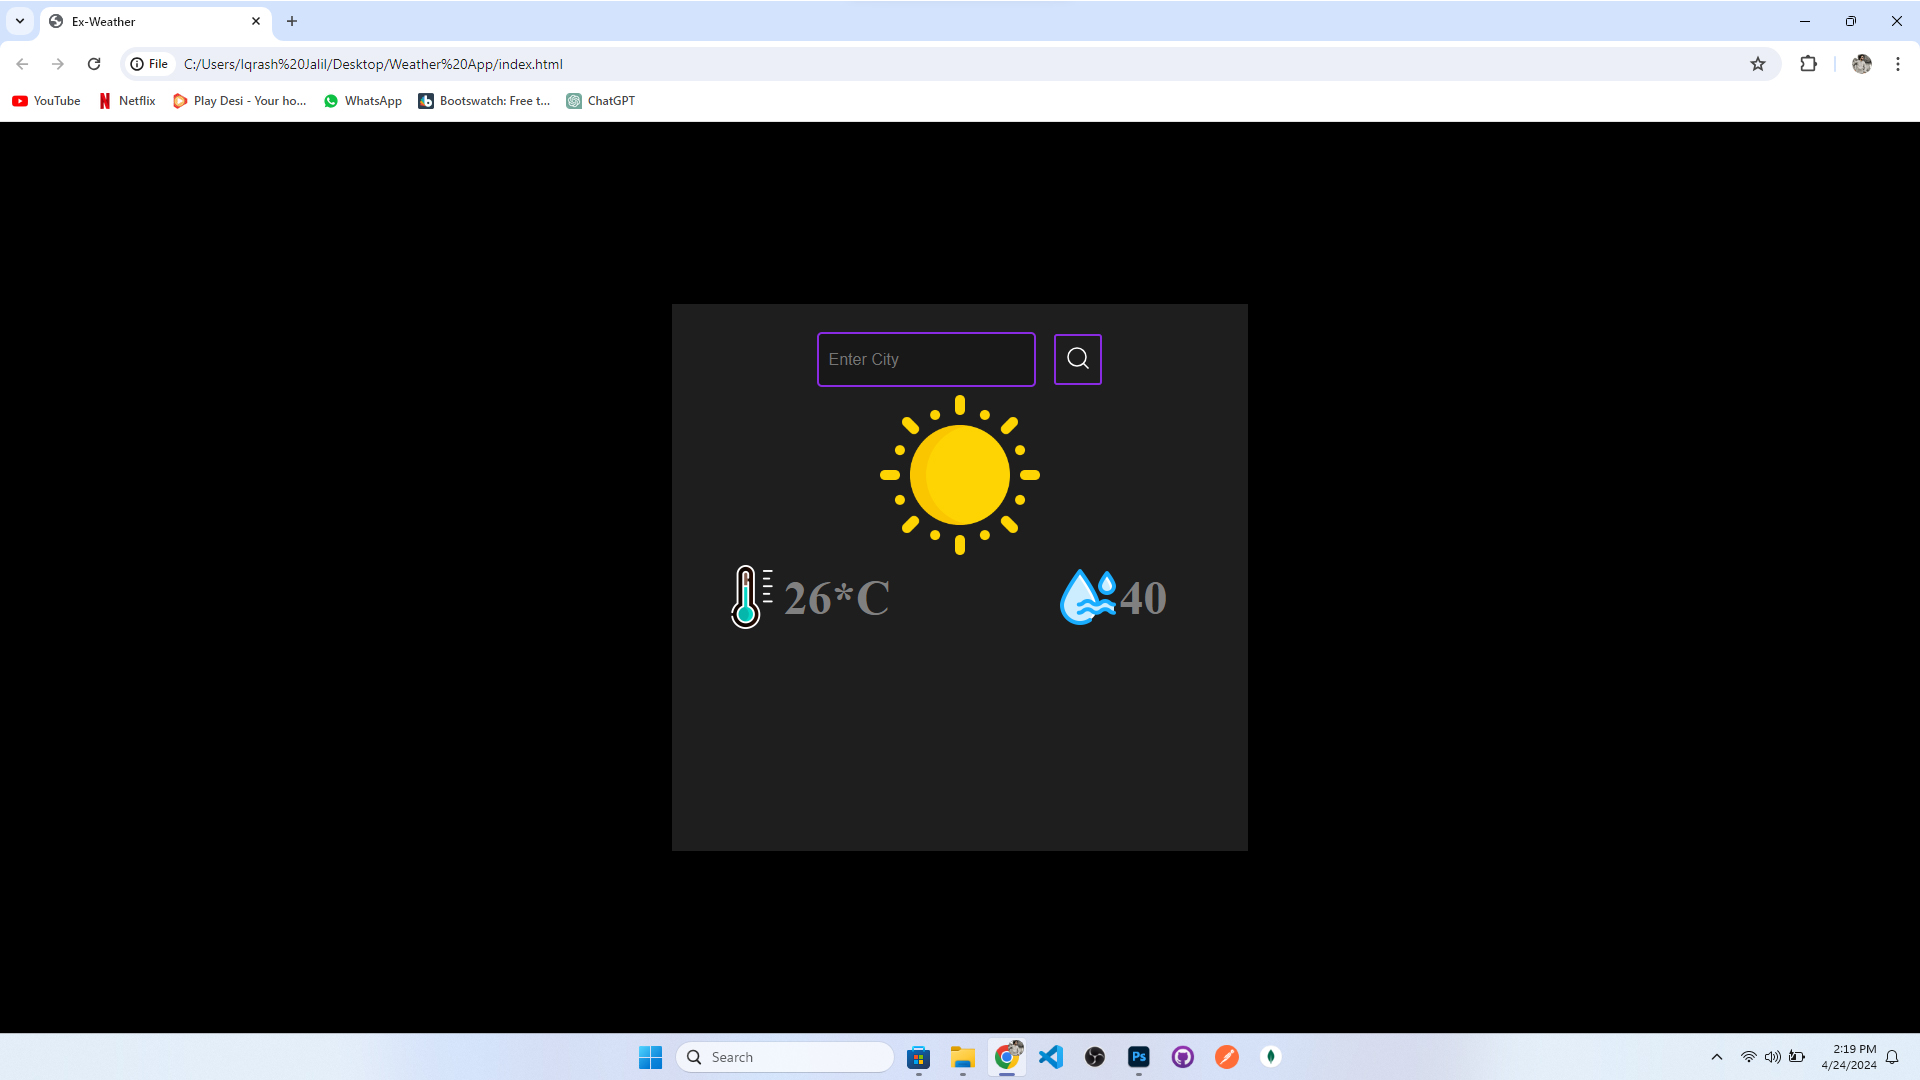 Ex-Weather
File C:/Users/Iqrash%20Jalil/Desktop/Weather%20App/index.html
YouTube Netflix Play Desi - Your ho... WhatsApp Bootswatch: Free t... ChatGPT
Enter City
26*C 40
Search Ps 2:19 PM
4/24/2024